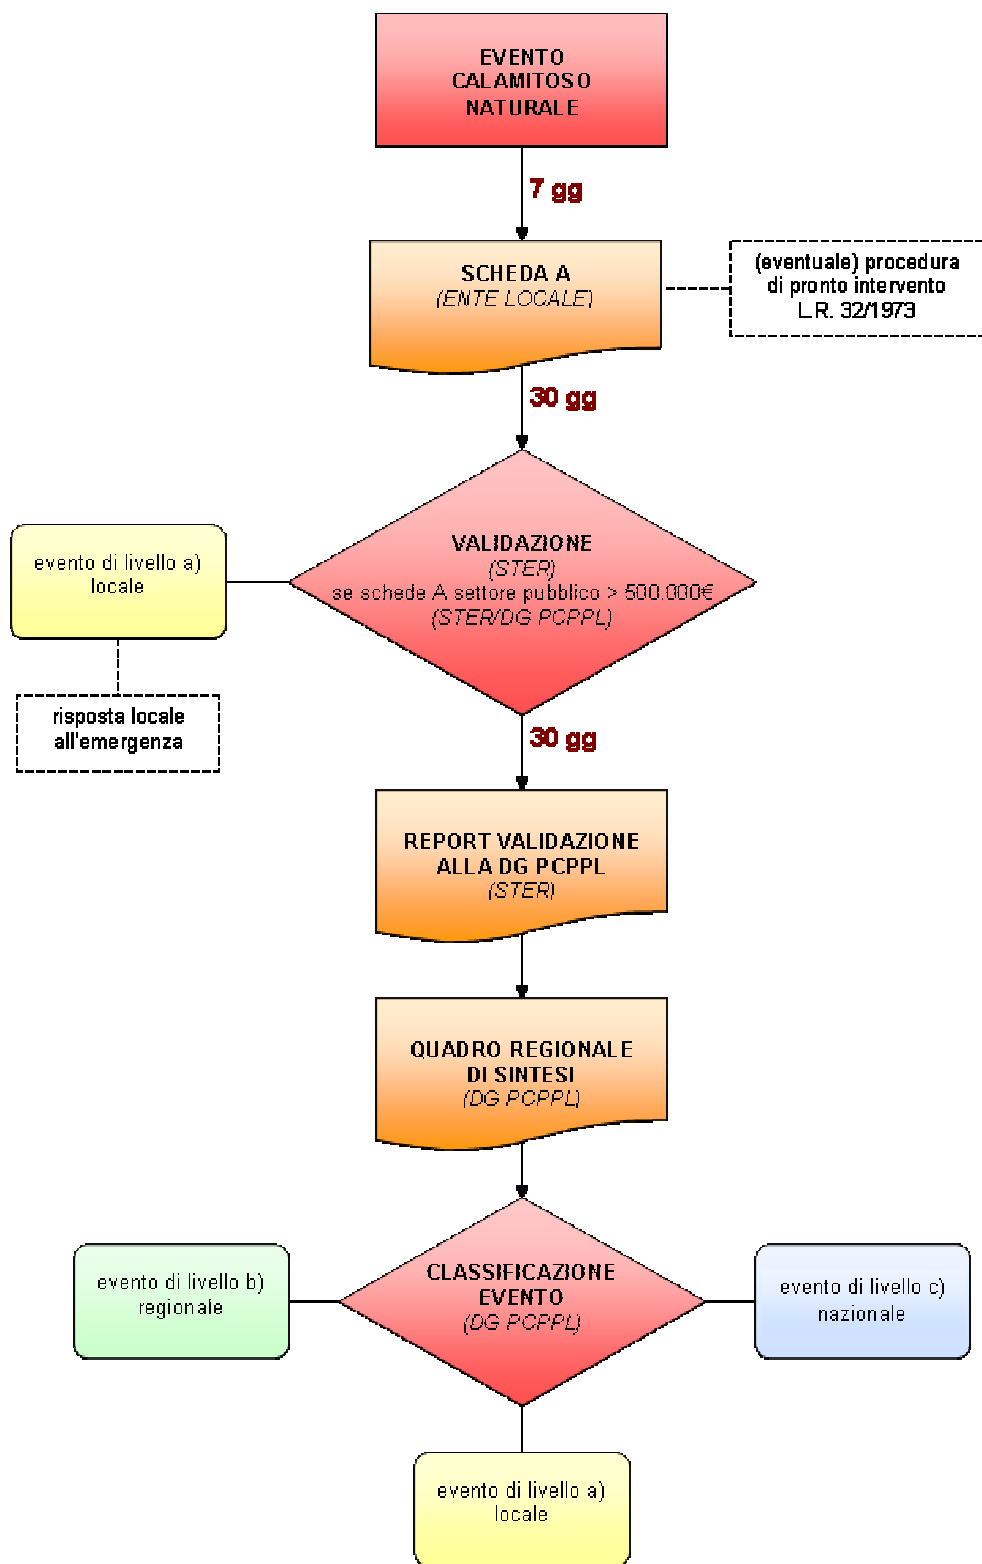 EVENTO
CALAMITOSO
NATURALE
7 gg
SCHEDA A
(ENTE LOCALE)
(eventuale) procedura
di pronto intervento
L.R. 32/1973
30 gg
VALIDAZIONE
(STER)
se schede A settore pubblico > 500.000€
(STER/DG PCPPL)
evento di livello a)
locale
risposta locale
all'emergenza
30 gg
REPORT VALIDAZIONE
ALLA DG PCPPL
(STER)
QUADRO REGIONALE
DI SINTESI
(DG PCPPL)
CLASSIFICAZIONE
EVENTO
(DG PCPPL)
evento di livello b)
regionale
evento di livello c)
nazionale
evento di livello a)
locale